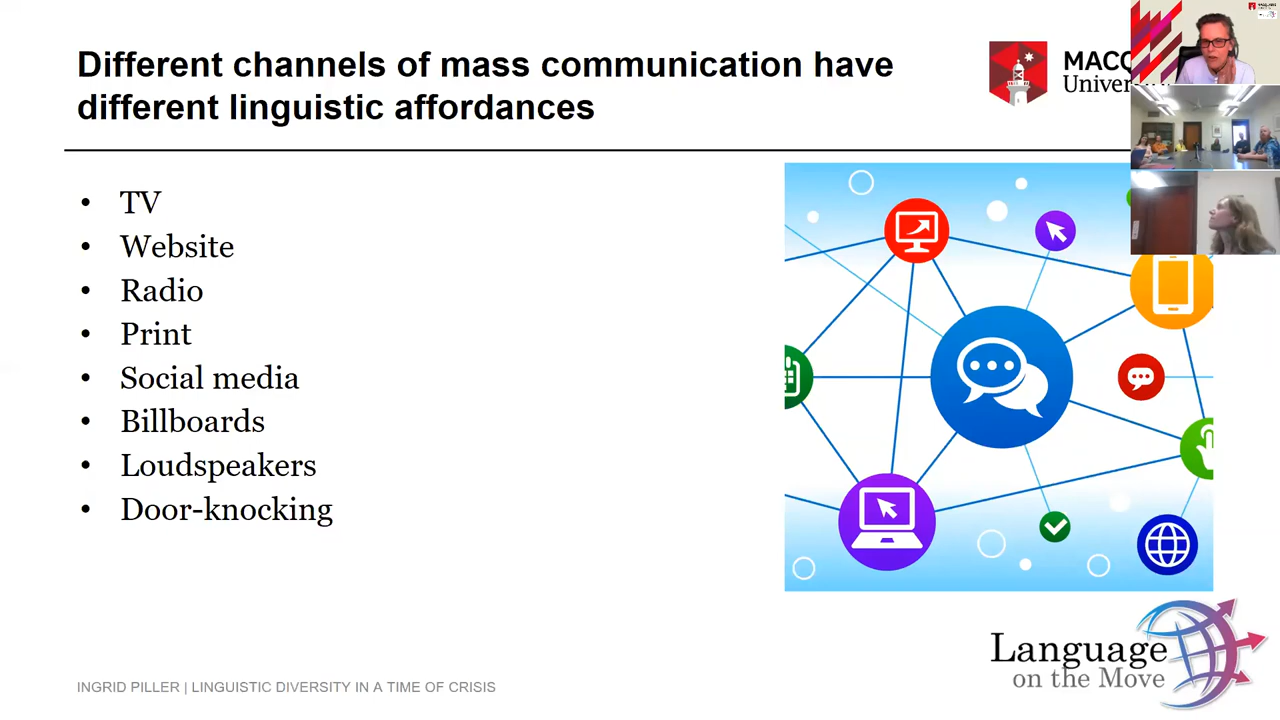 Different channels of mass communication have
different linguistic affordances
• TV
• Website
• Radio
• Print
• Social media
• Billboards
• Loudspeakers
• Door-knocking
Language
on the Move
INGRID PILLER | LINGUISTIC DIVERSITY IN A TIME OF CRISIS